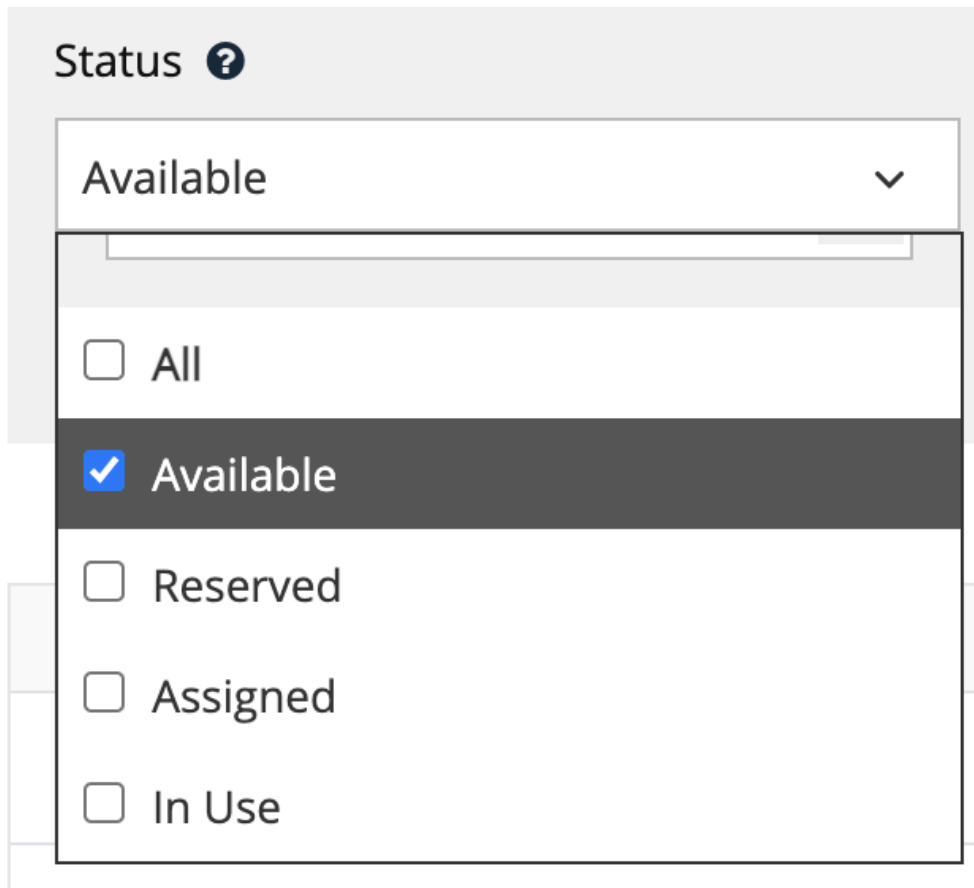 Status ?
Available
All
Available
Reserved
Assigned
In Use